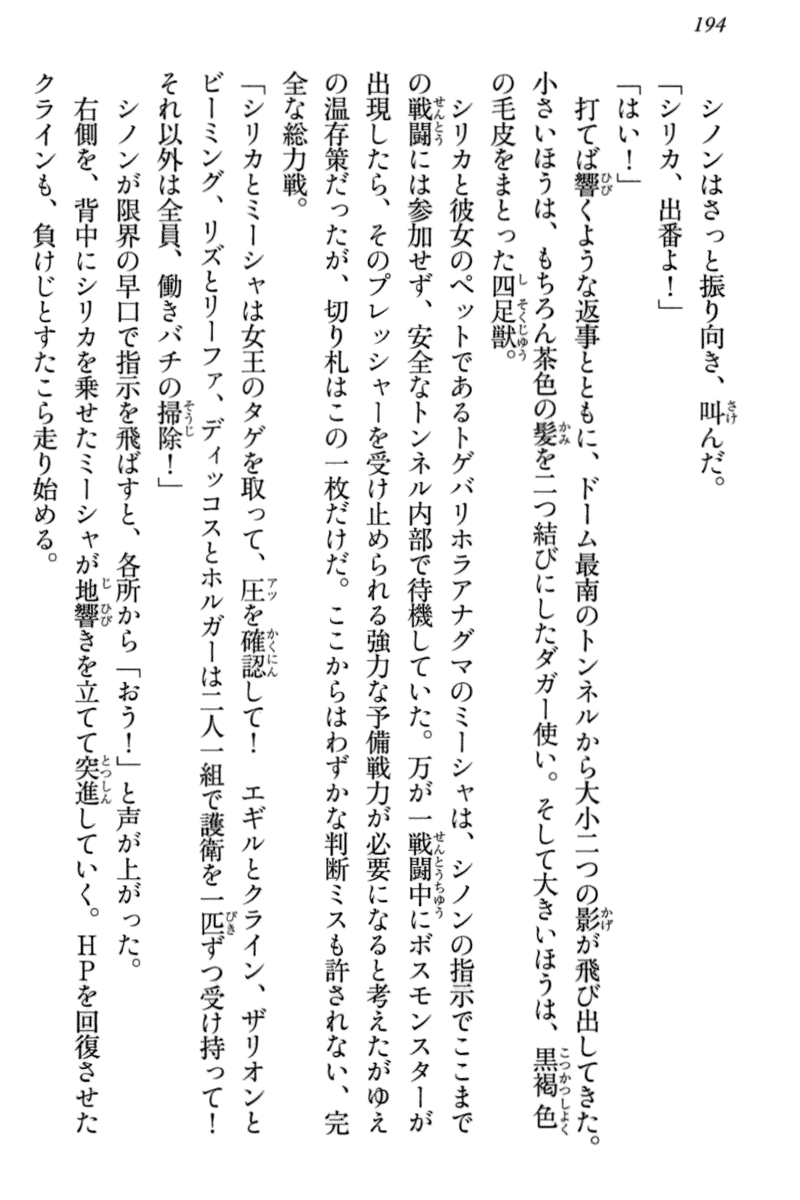 194
シノンはさっと振り向き、叫んだ。
「シリカ、出番よ！」
「はい！」
打てば響くような返事とともに、ドーム最南のトンネルから大小二つの影が飛び出してきた。
小さいほうは、もちろん茶色の髪を二つ結びにしたダガー使い。そして大きいほうは、黒褐色
の毛皮をまとった四足獣。
シリカと彼女のペットであるトゲバリホラアナグマのミーシャは、シノンの指示でここまで
の戦闘には参加せず、安全なトンネル内部で待機していた。万が一戦闘中にボスモンスターが
出現したら、そのプレッシャーを受け止められる強力な予備戦力が必要になると考えたがゆえ
の温存策だったが、切り札はこの一枚だけだ。ここからはわずかな判断ミスも許されない、完
全な総力戦。
「シリカとミーシャは女王のタゲを取って、圧を確認して！　エギルとクライン、ザリオンと
ビーミング、リズとリーファ、ディッコスとホルガーは二人一組で護衛を一匹ずつ受け持って！
それ以外は全員、働きバチの掃除！」
シノンが限界の早口で指示を飛ばすと、各所から「おう！」と声が上がった。
右側を、背中にシリカを乗せたミーシャが地響きを立てて突進していく。ＨＰを回復させた
クラインも、負けじとすたこら走り始める。